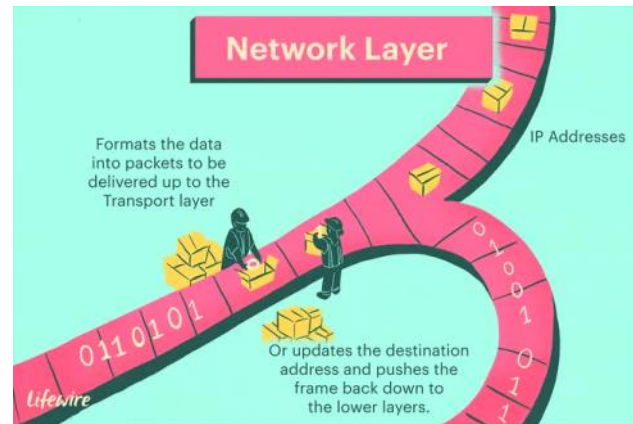 Network Layer
Formats the data
into packets to be
delivered up to the
Transport layer
IP Addresses
0110101
01001011
Or updates the destination
address and pushes the
frame back down to
the lower layers.
lifewire